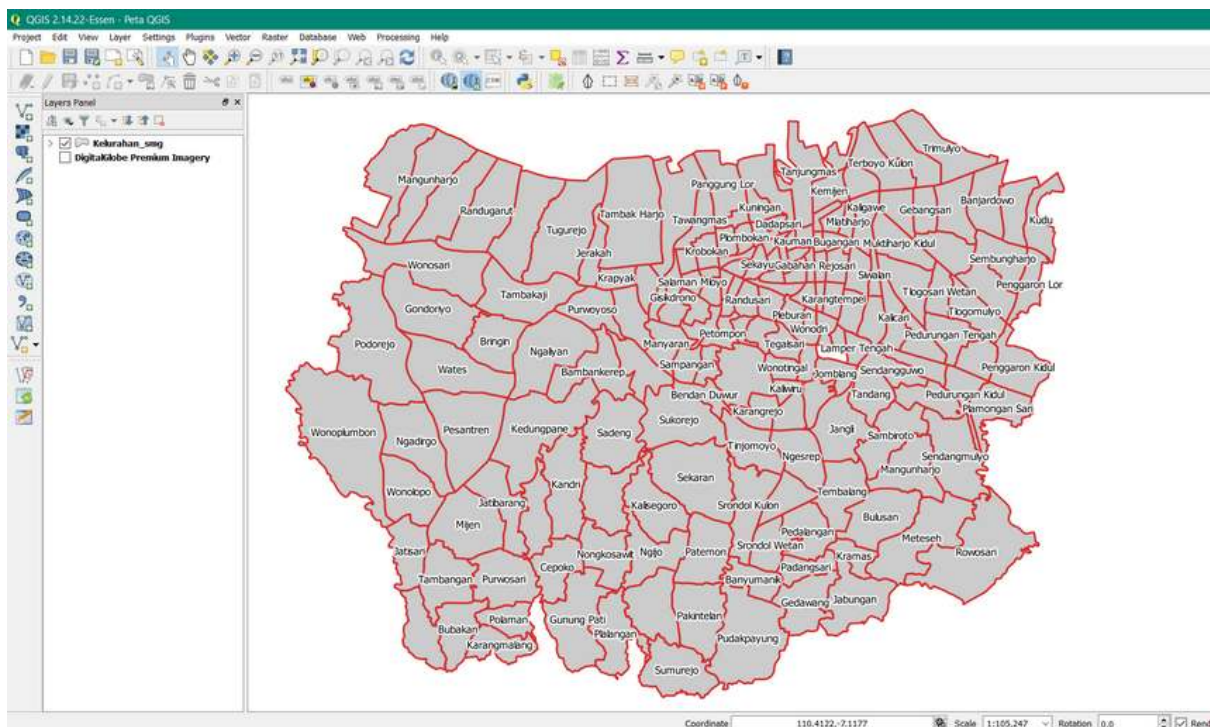 QGIS 2.14.22-Essen - Peta QGIS
Project Edit View Layer Settings Plugins Vector Raster Database Web Processing Help
Layers Panel
Kelurahan_smg
DigitalGlobe Premium Imagery
Trimulyo
Terboyo Kulon
Tanjungmas
Mangunharjo
Panggung Lor
Kemijen
Banjardowo
Randugarut
Tambak Harjo
Kuningan
Kaligawe
Gebangsari
Kudu
Tawangmas
Dadapsari
Mlatiharjo
Tugurejo
Plombokan
Kauman
Bugangan
Muktiharjo Kidul
Jerakah
Krobokan
Wonosari
Sekayu
Gabahan
Rejosari
Siwalan
Sembungharjo
Krapyak
Salaman Mloyo
Penggaron Lor
Tambakaji
Gisikdrono
Randusari
Karangtempel
Tlogosari Wetan
Gondoriyo
Purwoyoso
Pleburan
Kalicari
Tlogomulyo
Petompon
Wonodri
Pedurungan Tengah
Podorejo
Bringin
Ngaliyan
Manyaran
Tegalsari
Lamper Tengah
Wates
Bambankerep
Sampangan
Wonotingal
Jomblang
Sendangguwo
Penggaron Kidul
Bendan Duwur
Kaliwiru
Tandang
Pedurungan Kidul
Plamongan Sari
Wonoplumbon
Ngadirgo
Pesantren
Kedungpane
Sadeng
Sukorejo
Karangrejo
Jangli
Sambiroto
Tinjomoyo
Ngesrep
Sendangmulyo
Mangunharjo
Sekaran
Wonolopo
Kandri
Tembalang
Jatibarang
Kalisegoro
Srondol Kulon
Bulusan
Mijen
Pedalangan
Meteseh
Jatisari
Nongkosawit
Ngijo
Patemon
Srondol Wetan
Kramas
Rowosari
Cepoko
Padangsari
Tambangan
Purwosari
Banyumanik
Gedawang
Jabungan
Polaman
Gunung Pati
Pakintelan
Bubakan
Plalangan
Pudakpayung
Karangmalang
Sumurejo
Coordinate 110.4122,-7.1177 Scale 1:105.247 Rotation 0.0